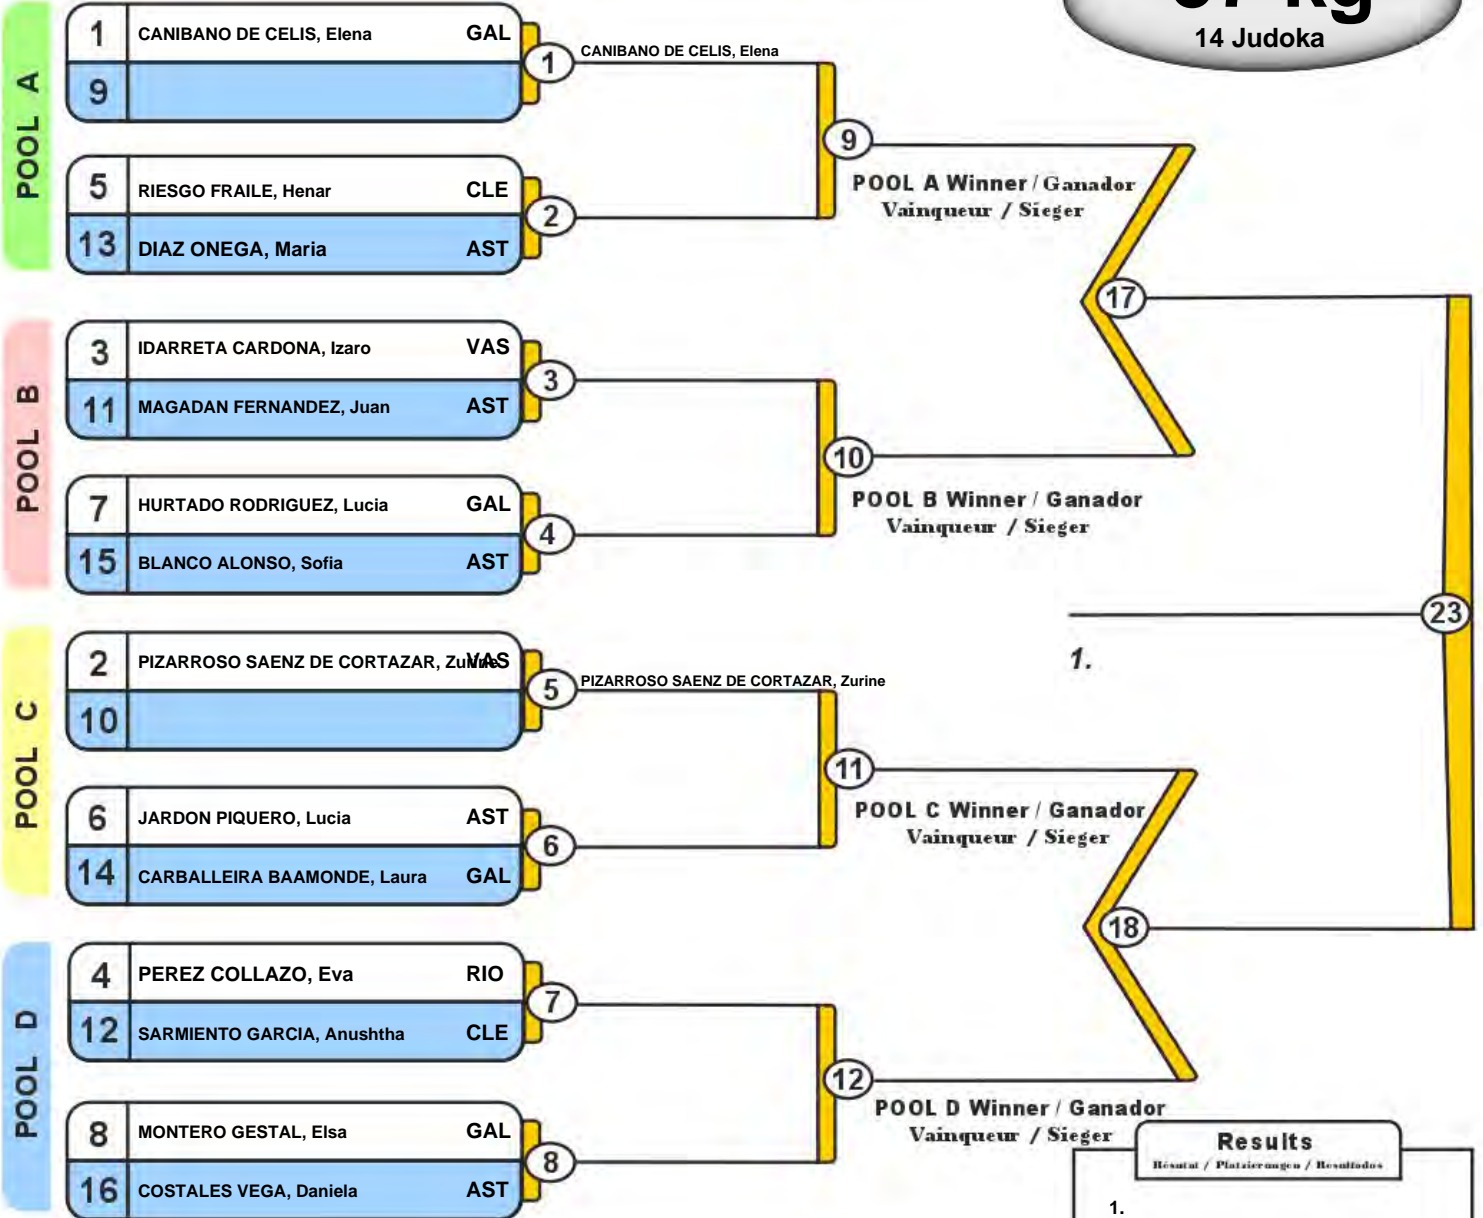 14 Judoka
POOL A
1 CANIBANO DE CELIS, Elena GAL
9
1 CANIBANO DE CELIS, Elena
5 RIESGO FRAILE, Henar CLE
13 DIAZ ONEGA, Maria AST
2
9
POOL A Winner / Ganador
Vainqueur / Sieger
POOL B
3 IDARRETA CARDONA, Izaro VAS
11 MAGADAN FERNANDEZ, Juan AST
3
7 HURTADO RODRIGUEZ, Lucia GAL
15 BLANCO ALONSO, Sofia AST
4
10
POOL B Winner / Ganador
Vainqueur / Sieger
17
23
1.
POOL C
2 PIZARROSO SAENZ DE CORTAZAR, Zurine VAS
10
5 PIZARROSO SAENZ DE CORTAZAR, Zurine
6 JARDON PIQUERO, Lucia AST
14 CARBALLEIRA BAAMONDE, Laura GAL
6
11
POOL C Winner / Ganador
Vainqueur / Sieger
18
POOL D
4 PEREZ COLLAZO, Eva RIO
12 SARMIENTO GARCIA, Anushtha CLE
7
8 MONTERO GESTAL, Elsa GAL
16 COSTALES VEGA, Daniela AST
8
12
POOL D Winner / Ganador
Vainqueur / Sieger
Results
Résultat / Platzierungen / Resultados
1.